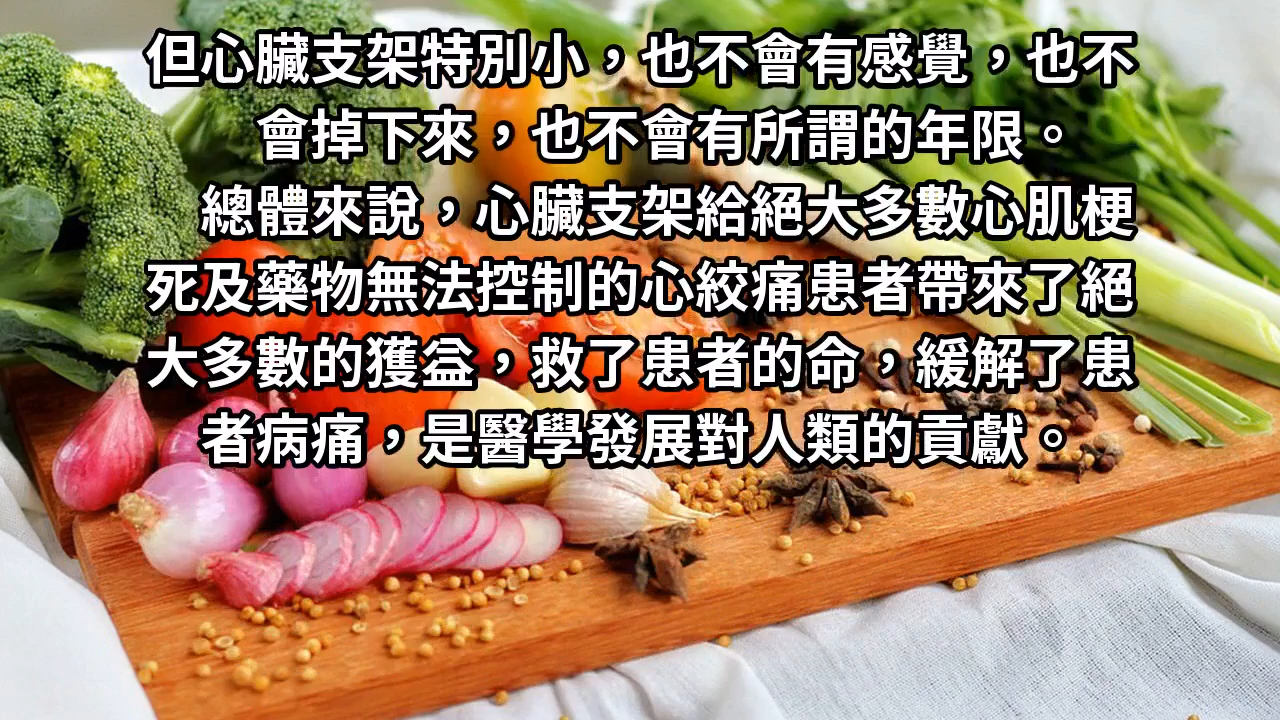 但心臟支架特別小，也不會有感覺，也不
會掉下來，也不會有所謂的年限。
總體來說，心臟支架給絕大多數心肌梗
死及藥物無法控制的心絞痛患者帶來了絕
大多數的獲益，救了患者的命，緩解了患
者病痛，是醫學發展對人類的貢獻。